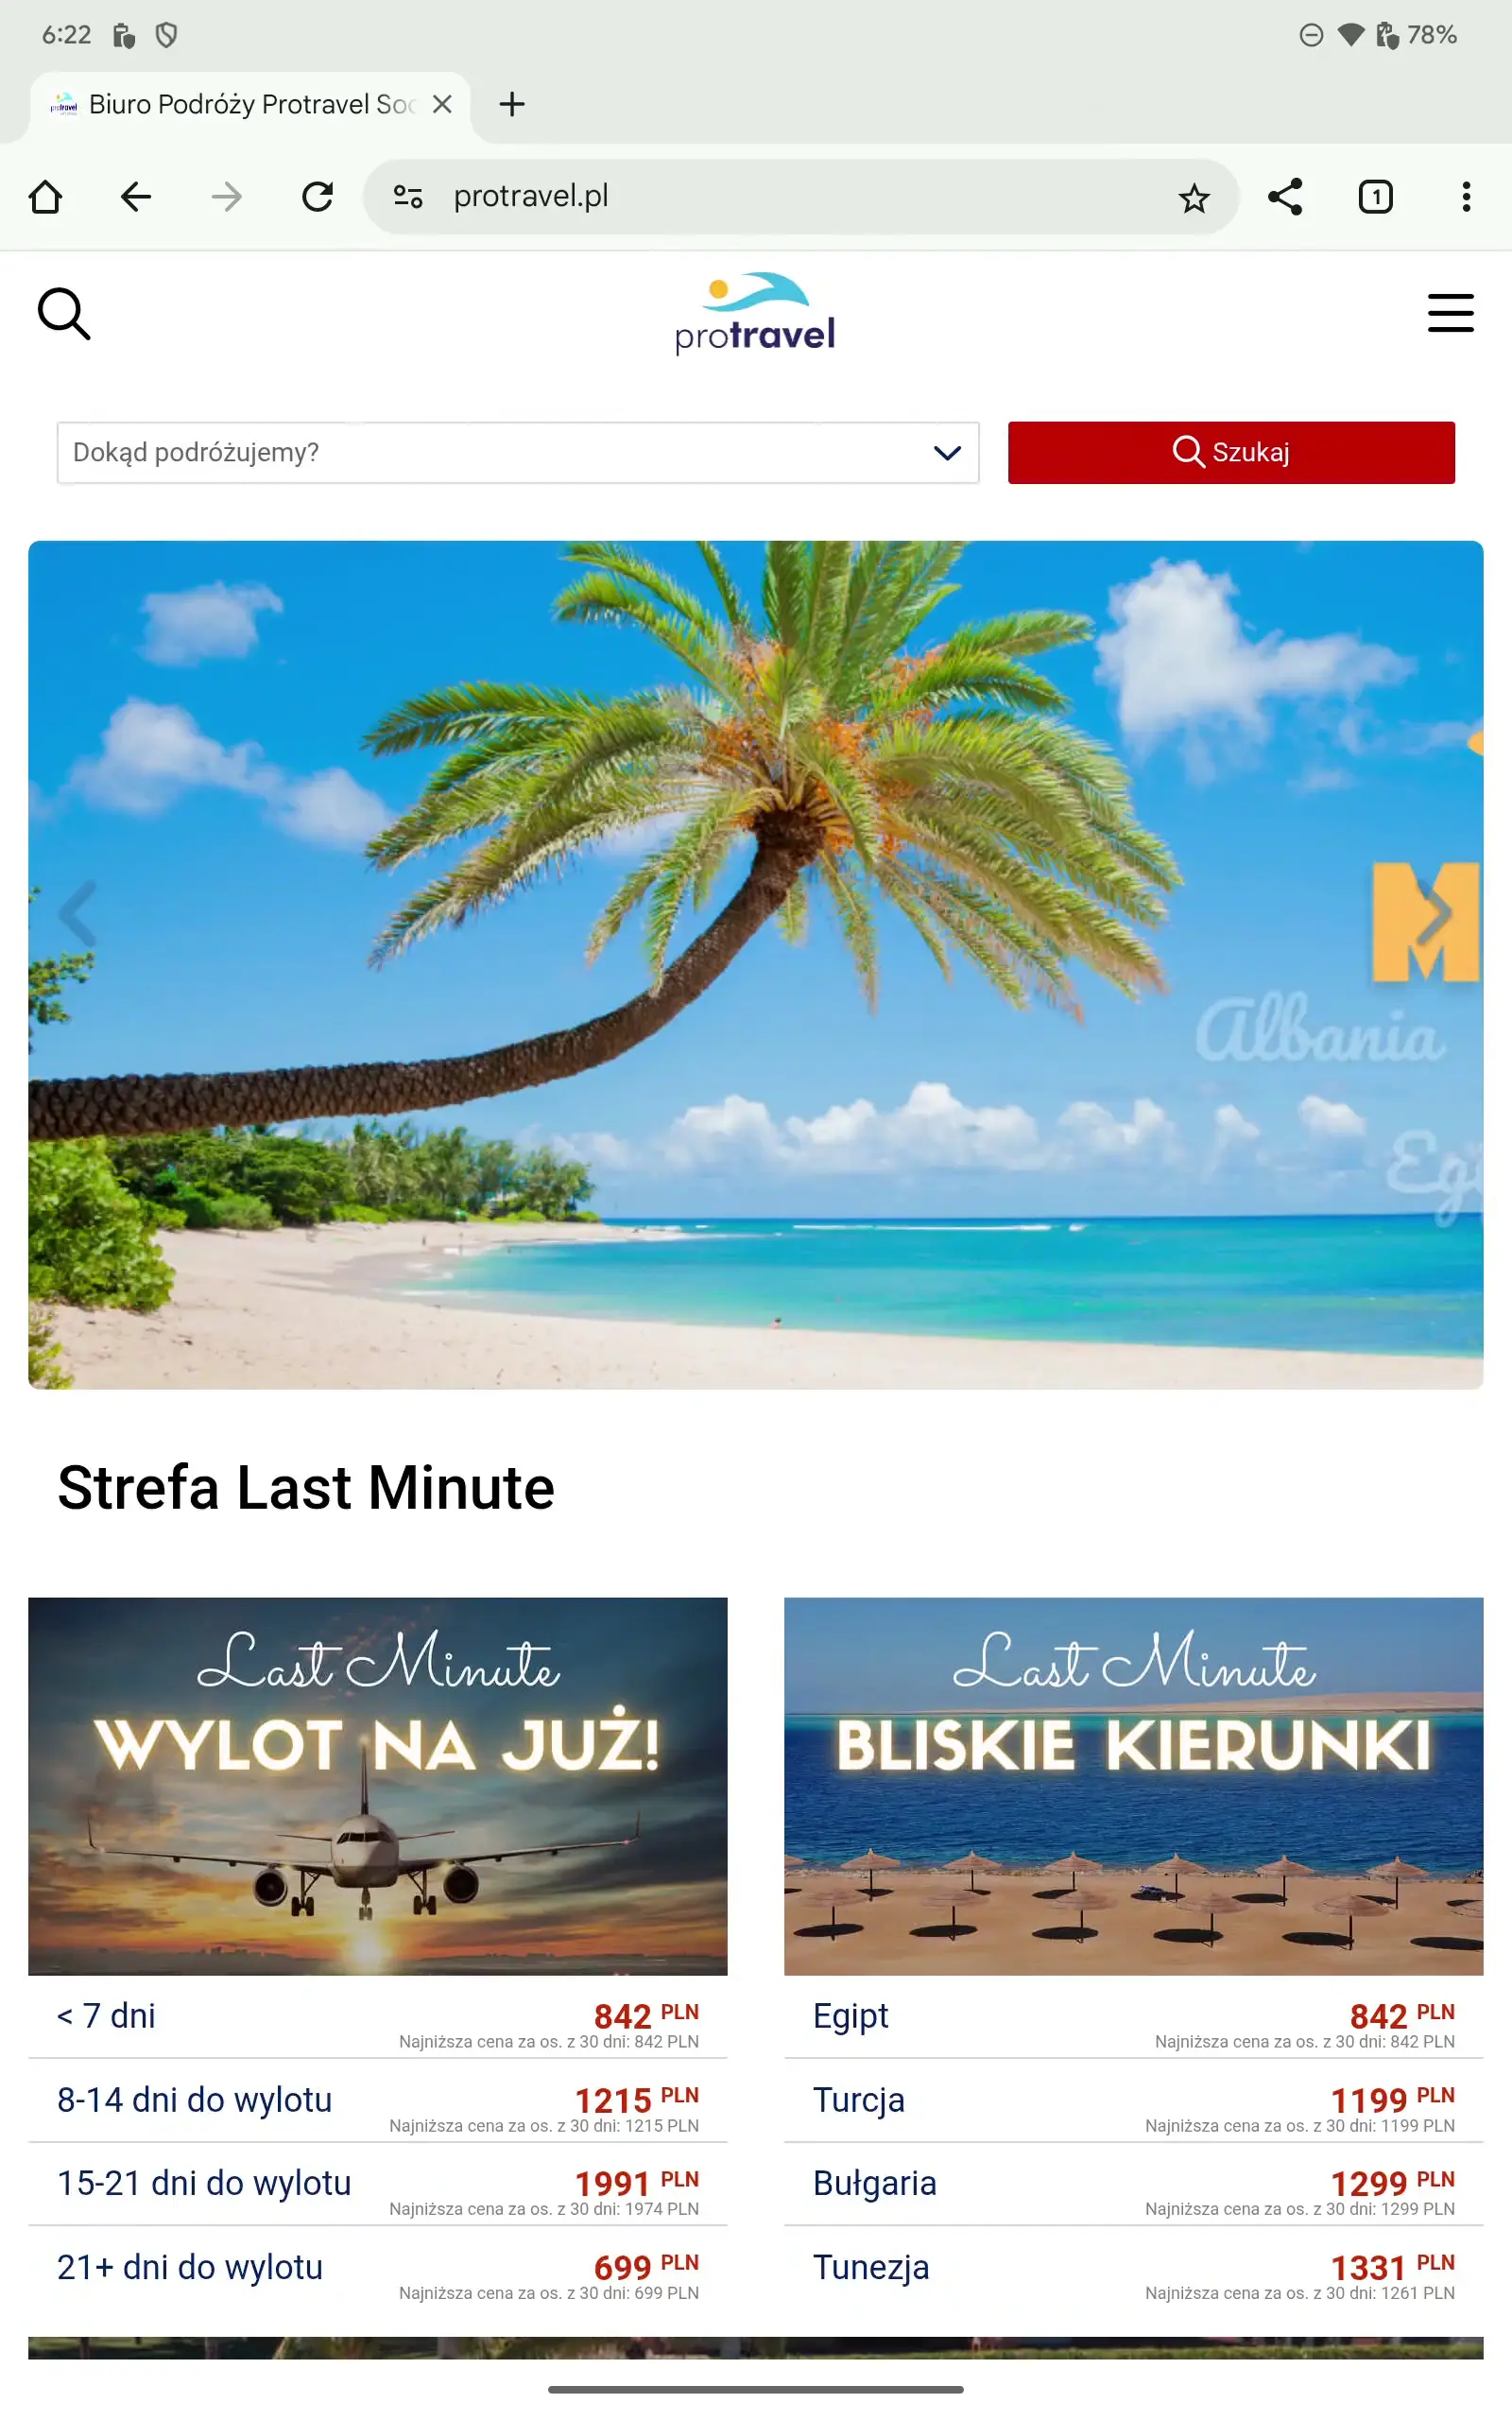 6:22
78%
Biuro Podróży Protravel Soc
1
protravel.pl
protravel
Dokąd podróżujemy?
Szukaj
M
Albania
Eg
Strefa Last Minute
Last Minute
WYLOT NA JUŻ!
< 7 dni
842 PLN
Najniższa cena za os. z 30 dni: 842 PLN
8-14 dni do wylotu
1215 PLN
Najniższa cena za os. z 30 dni: 1215 PLN
15-21 dni do wylotu
1991 PLN
Najniższa cena za os. z 30 dni: 1974 PLN
21+ dni do wylotu
699 PLN
Najniższa cena za os. z 30 dni: 699 PLN
Last Minute
BLISKIE KIERUNKI
Egipt
842 PLN
Najniższa cena za os. z 30 dni: 842 PLN
Turcja
1199 PLN
Najniższa cena za os. z 30 dni: 1199 PLN
Bułgaria
1299 PLN
Najniższa cena za os. z 30 dni: 1299 PLN
Tunezja
1331 PLN
Najniższa cena za os. z 30 dni: 1261 PLN